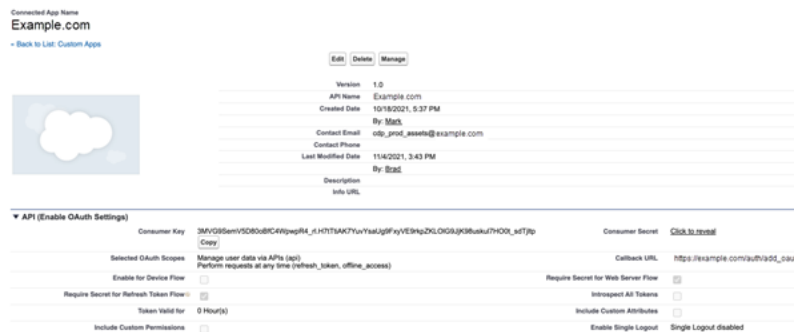 Connected App Name
Example.com
« Back to List: Custom Apps
Edit Delete Manage
Version 1.0
API Name Example.com
Created Date 10/18/2021, 5:37 PM
By: Mark
Contact Email cdp_prod_assets@example.com
Contact Phone
Last Modified Date 11/4/2021, 3:43 PM
By: Brad
Description
Info URL
▼ API (Enable OAuth Settings)
Consumer Key Consumer Secret Click to reveal
Copy
Selected OAuth Scopes Manage user data via APIs (api) Callback URL https://example.com/auth/add_oau
Perform requests at any time (refresh_token, offline_access)
Enable for Device Flow Require Secret for Web Server Flow
Require Secret for Refresh Token Flow Introspect All Tokens
Token Valid for 0 Hour(s) Include Custom Attributes
Include Custom Permissions Enable Single Logout Single Logout disabled